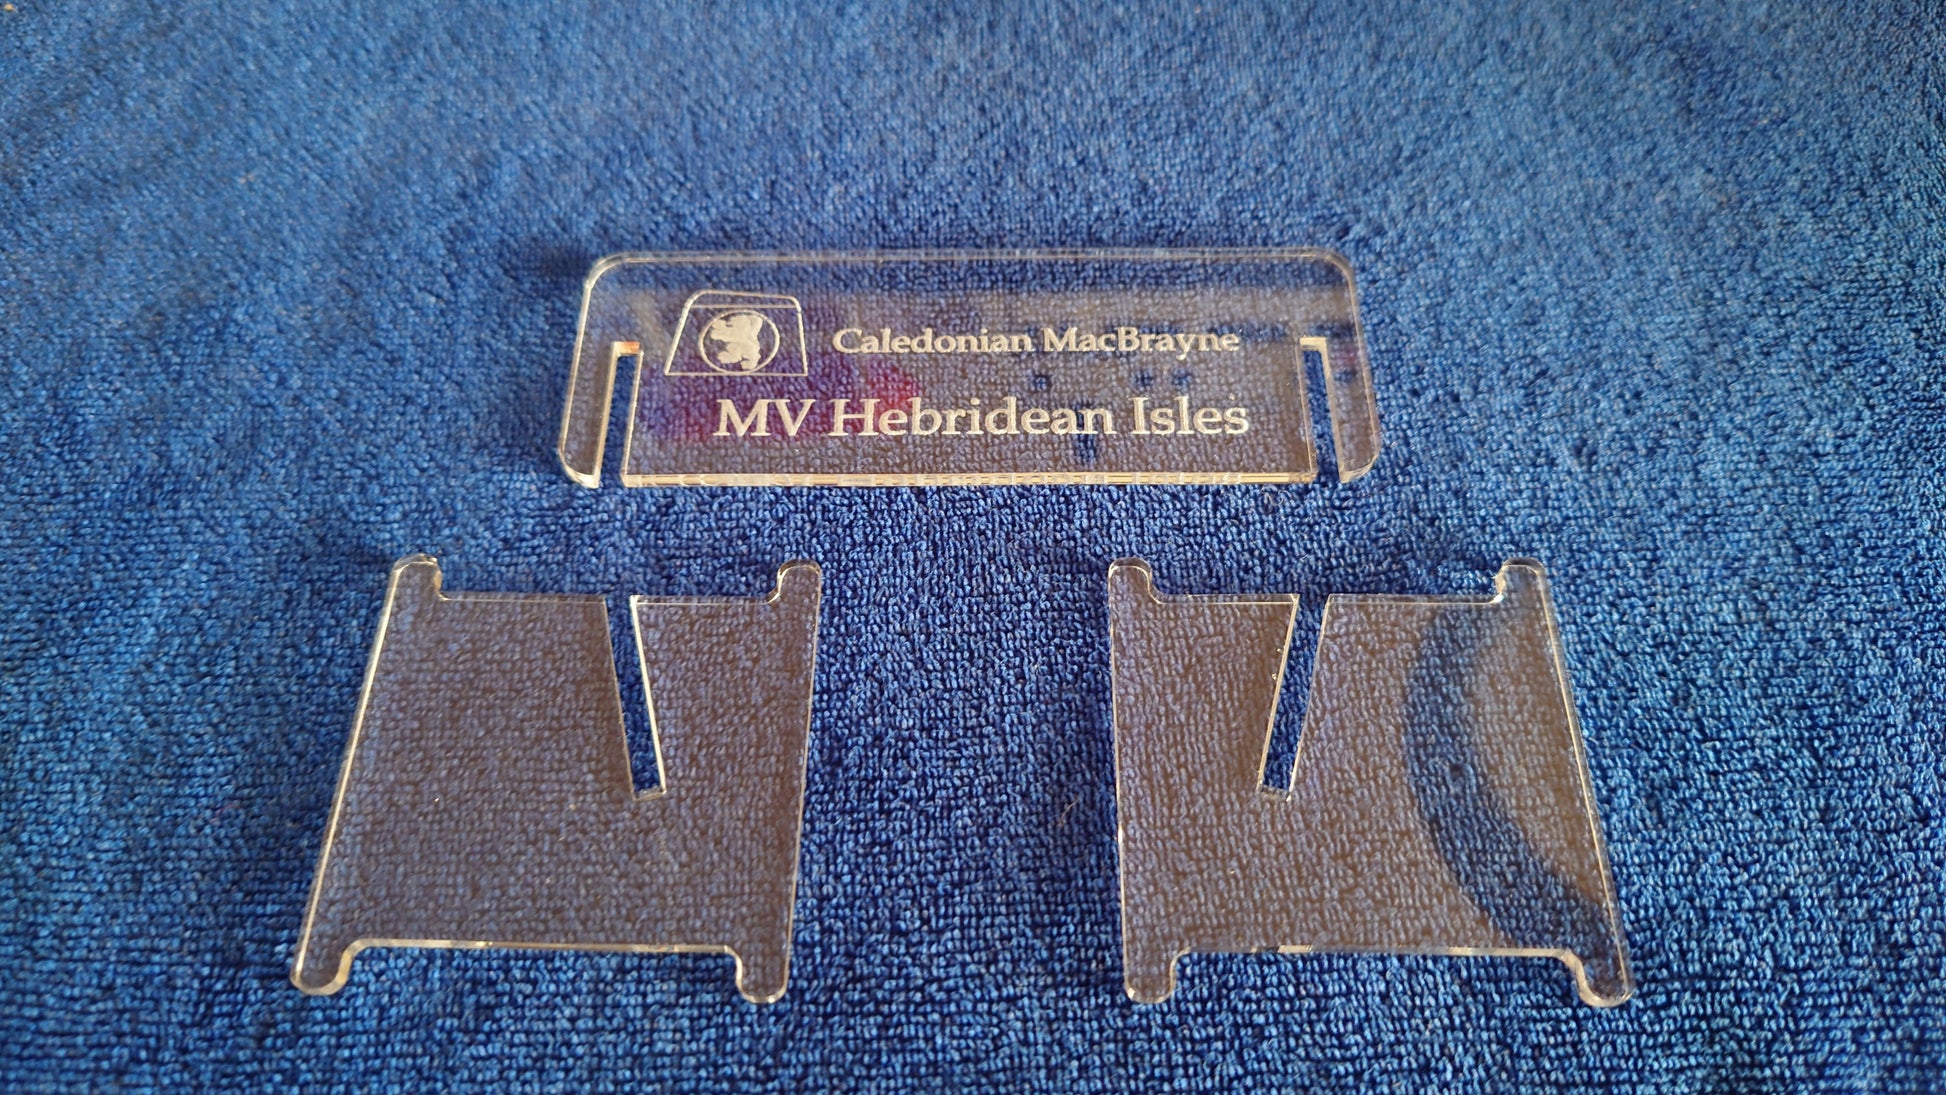 Caledonian MacBrayne
MV Hebridean Isles